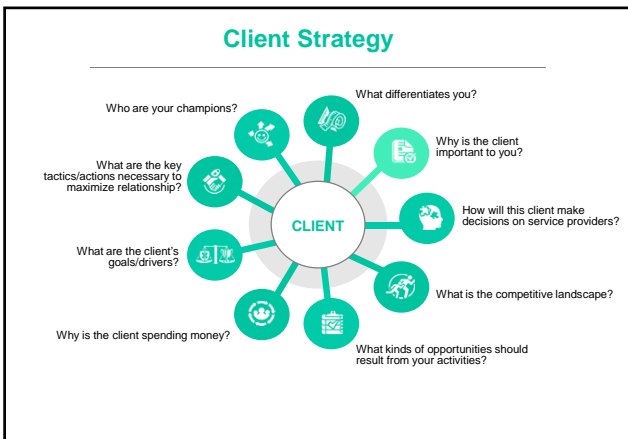 Client Strategy
What differentiates you?
Who are your champions?
Why is the client
important to you?
What are the key
tactics/actions necessary to
maximize relationship?
CLIENT
How will this client make
decisions on service providers?
What are the client's
goals/drivers?
What is the competitive landscape?
Why is the client spending money?
What kinds of opportunities should
result from your activities?